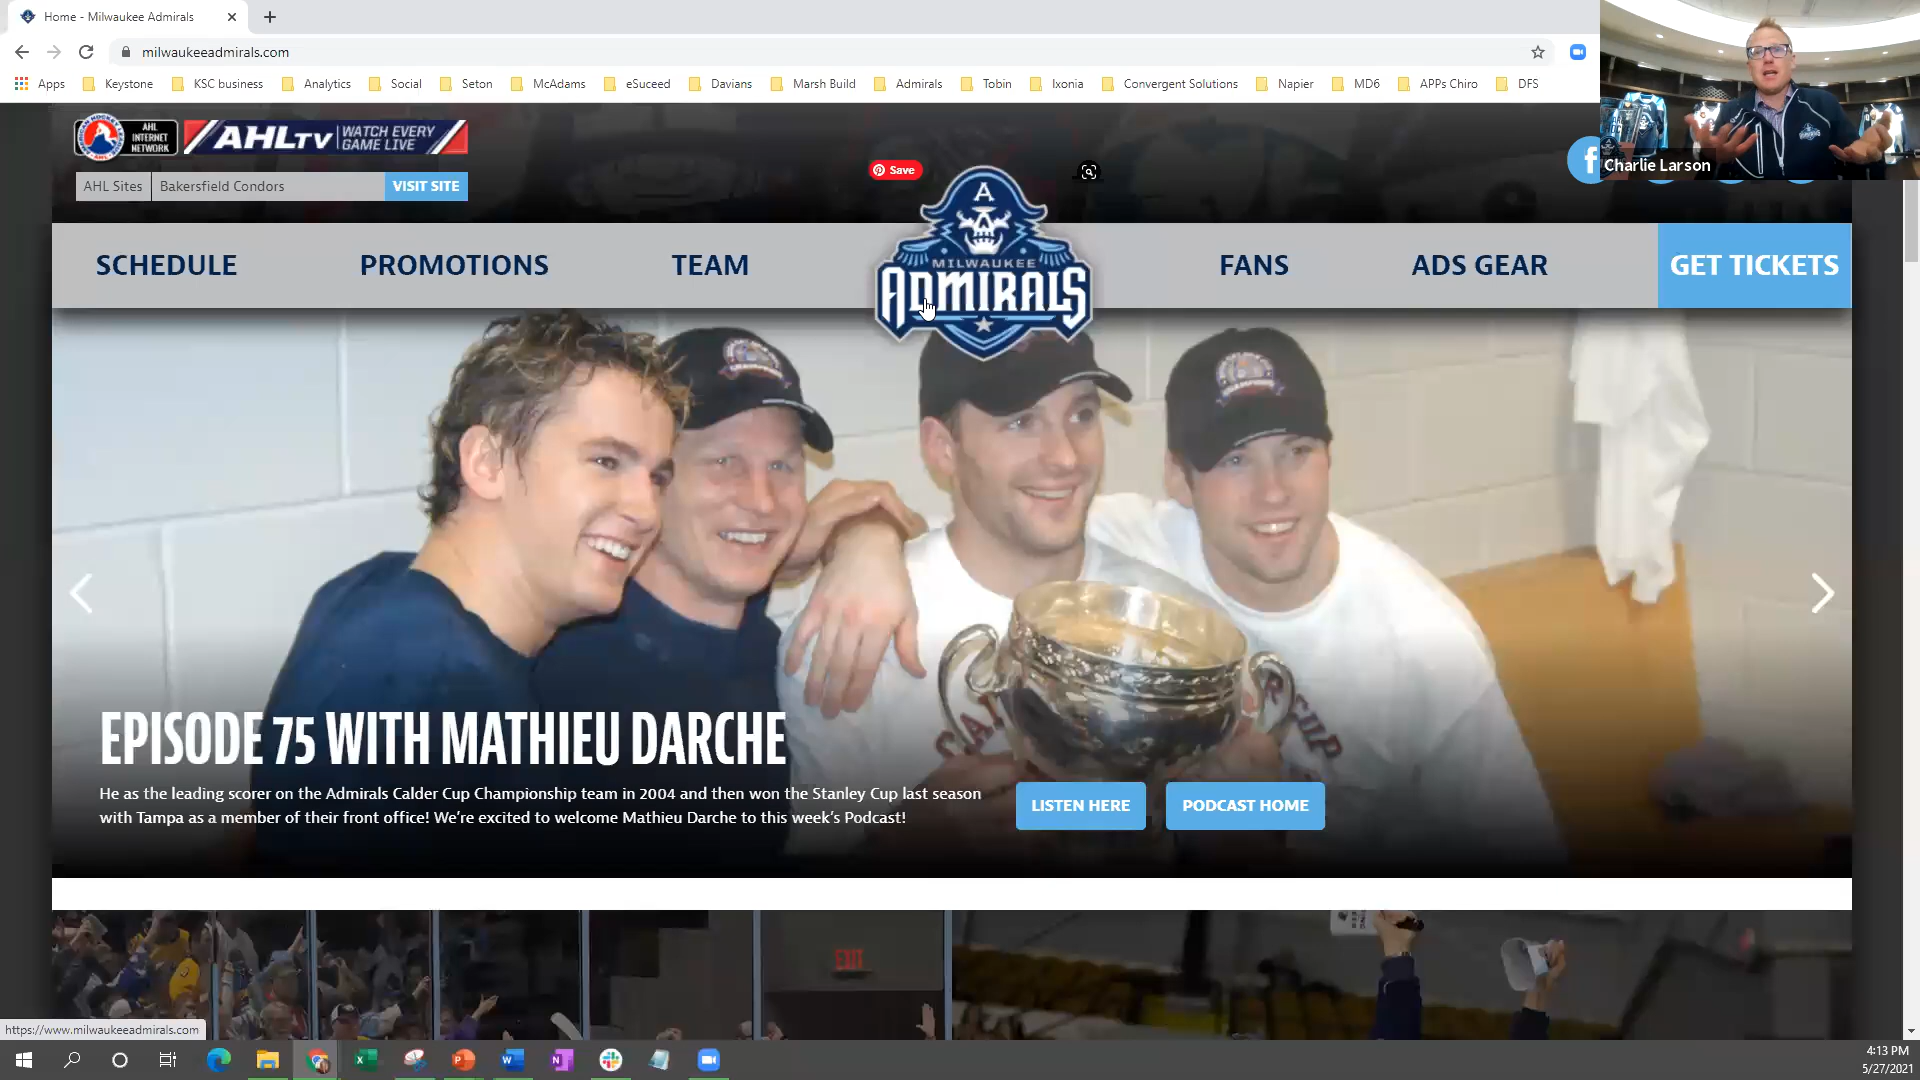 Home - Milwaukee Admirals
milwaukeeadmirals.com
Apps Keystone KSC business Analytics Social Seton McAdams eSuceed Davians Marsh Build Admirals Tobin Ixonia Convergent Solutions Napier MD6 APPs Chiro DFS
AHL INTERNET NETWORK
AHLTV WATCH EVERY GAME LIVE
Save
Charlie Larson
AHL Sites Bakersfield Condors VISIT SITE
SCHEDULE PROMOTIONS TEAM FANS ADS GEAR GET TICKETS
A
MILWAUKEE
ADMIRALS
EPISODE 75 WITH MATHIEU DARCHE
He as the leading scorer on the Admirals Calder Cup Championship team in 2004 and then won the Stanley Cup last season
with Tampa as a member of their front office! We're excited to welcome Mathieu Darche to this week's Podcast!
LISTEN HERE PODCAST HOME
EXIT
https://www.milwaukeeadmirals.com
4:13 PM
5/27/2021